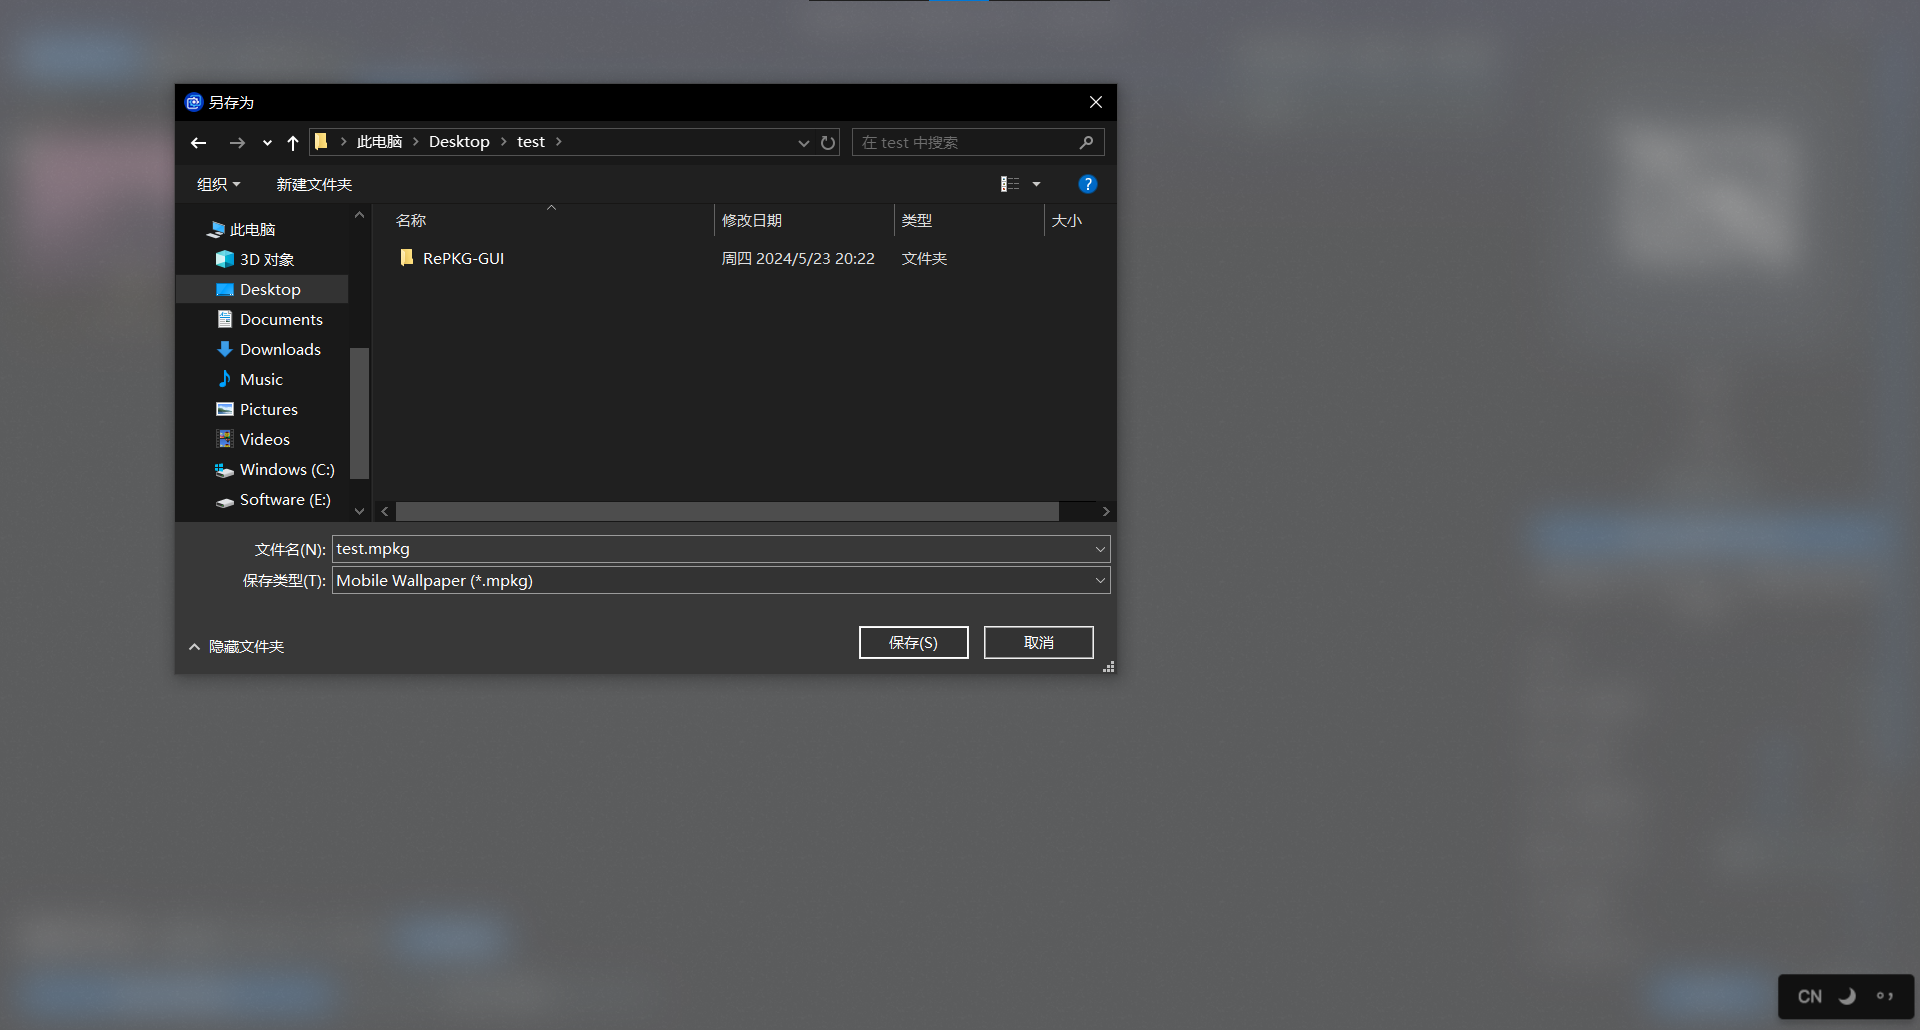 另存为
此电脑 Desktop test
在 test 中搜索
组织 新建文件夹
?
此电脑
3D 对象
Desktop
Documents
Downloads
Music
Pictures
Videos
Windows (C:)
Software (E:)
名称 修改日期 类型 大小
RePKG-GUI 周四 2024/5/23 20:22 文件夹
文件名(N): test.mpkg
保存类型(T): Mobile Wallpaper (*.mpkg)
隐藏文件夹 保存(S) 取消
CN